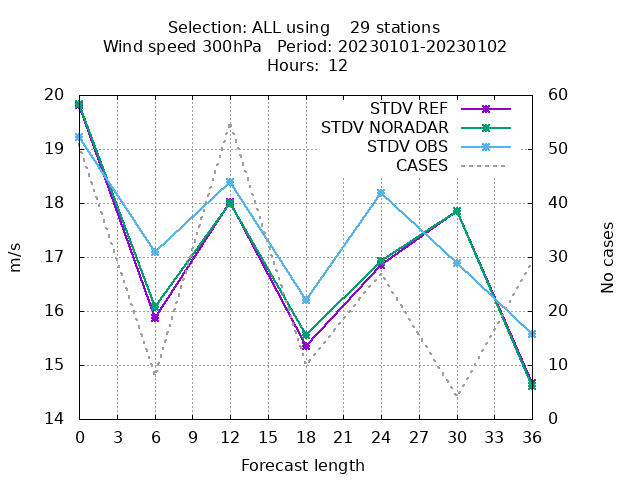 Selection: ALL using    29 stations
Wind speed 300hPa   Period: 20230101-20230102
Hours:  12
STDV REF
STDV NORADAR
STDV OBS
CASES
20
19
18
17
16
15
14
60
50
40
30
20
10
0
m/s
No cases
0 3 6 9 12 15 18 21 24 27 30 33 36
Forecast length